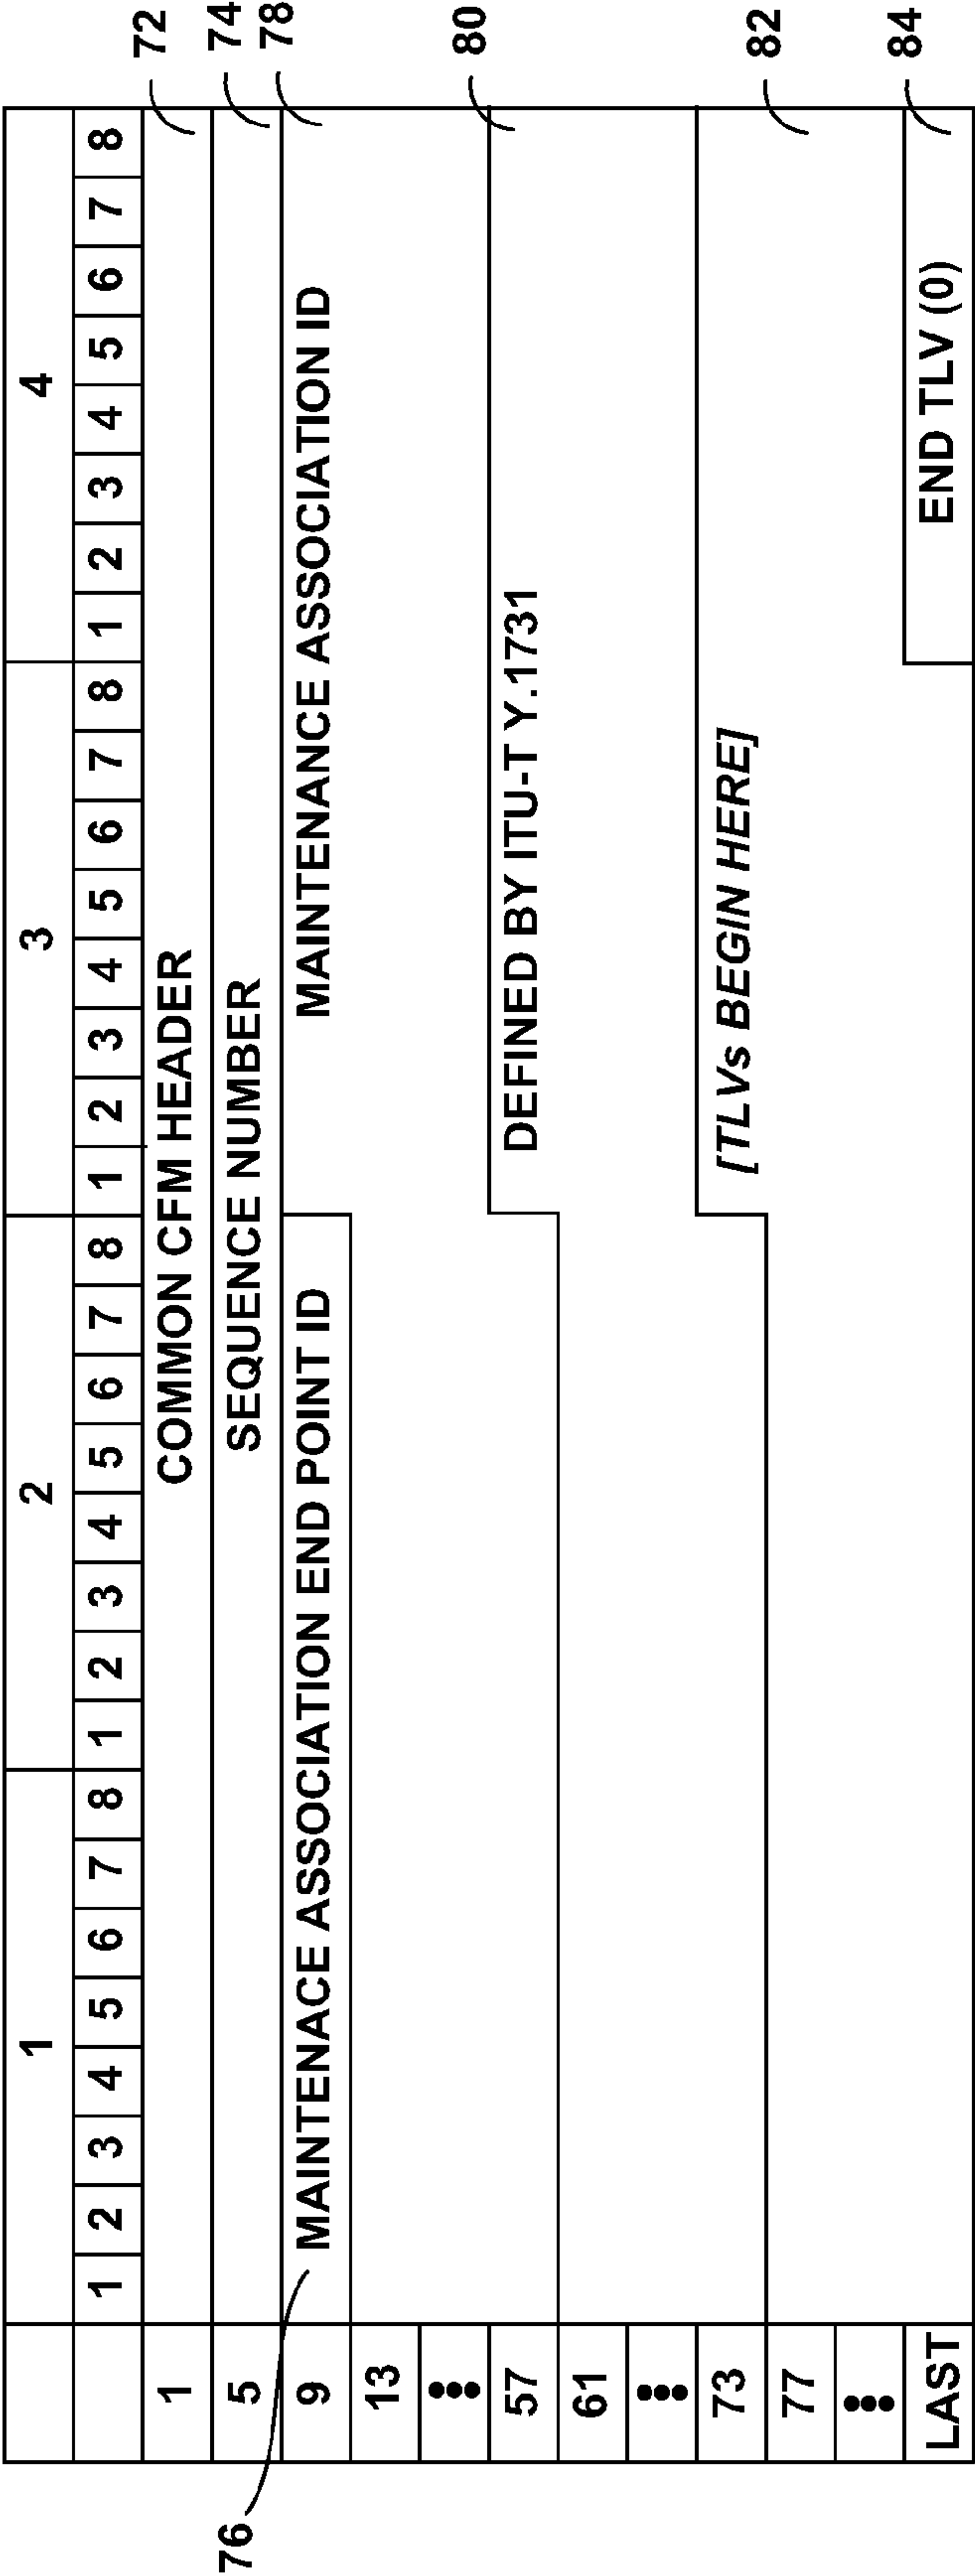 1 2 3 4
1 2 3 4 5 6 7 8 1 2 3 4 5 6 7 8 1 2 3 4 5 6 7 8 1 2 3 4 5 6 7 8
1 COMMON CFM HEADER 72
5 SEQUENCE NUMBER 74
76 9 MAINTENACE ASSOCIATION END POINT ID MAINTENANCE ASSOCIATION ID 78
13
57 DEFINED BY ITU-T Y.1731 80
61
73 [TLVs BEGIN HERE]
77 82
LAST END TLV (0) 84